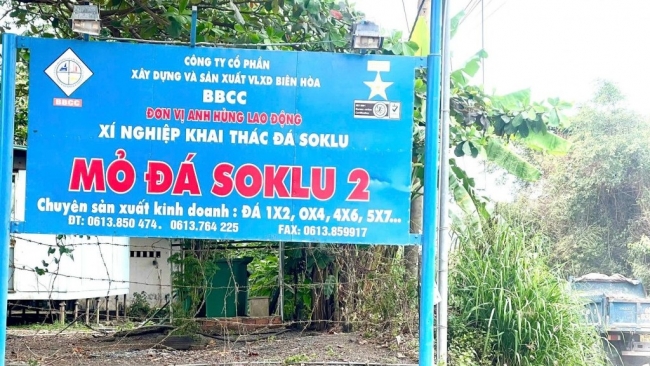 CÔNG TY CỔ PHẦN
XÂY DỰNG VÀ SẢN XUẤT VLXD BIÊN HÒA
BBCC
BBCC
ĐƠN VỊ ANH HÙNG LAO ĐỘNG
XÍ NGHIỆP KHAI THÁC ĐÁ SOKLU
MỎ ĐÁ SOKLU 2
Chuyên sản xuất kinh doanh : ĐÁ 1X2, OX4, 4X6, 5X7...
ĐT: 0613.850 474. 0613.764 225 FAX: 0613.859917